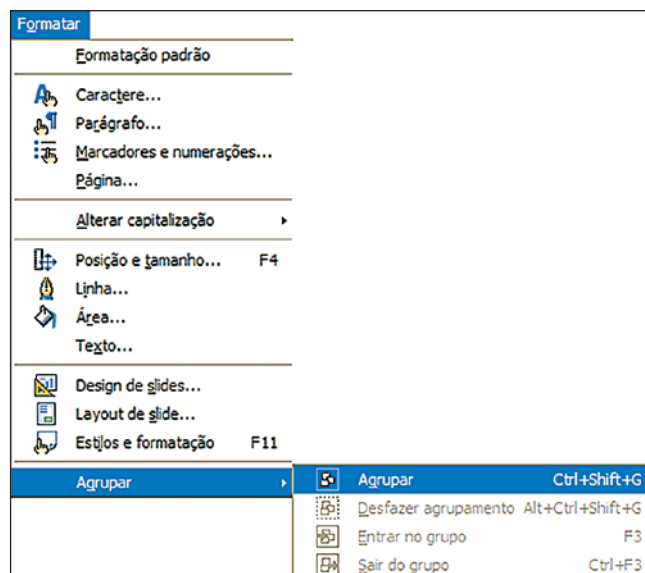 Formatar
Formatação padrão
Caractere...
Parágrafo...
Marcadores e numerações...
Página...
Alterar capitalização
Posição e tamanho... F4
Linha...
Área...
Texto...
Design de slides...
Layout de slide...
Estilos e formatação F11
Agrupar
Agrupar Ctrl+Shift+G
Desfazer agrupamento Alt+Ctrl+Shift+G
Entrar no grupo F3
Sair do grupo Ctrl+F3